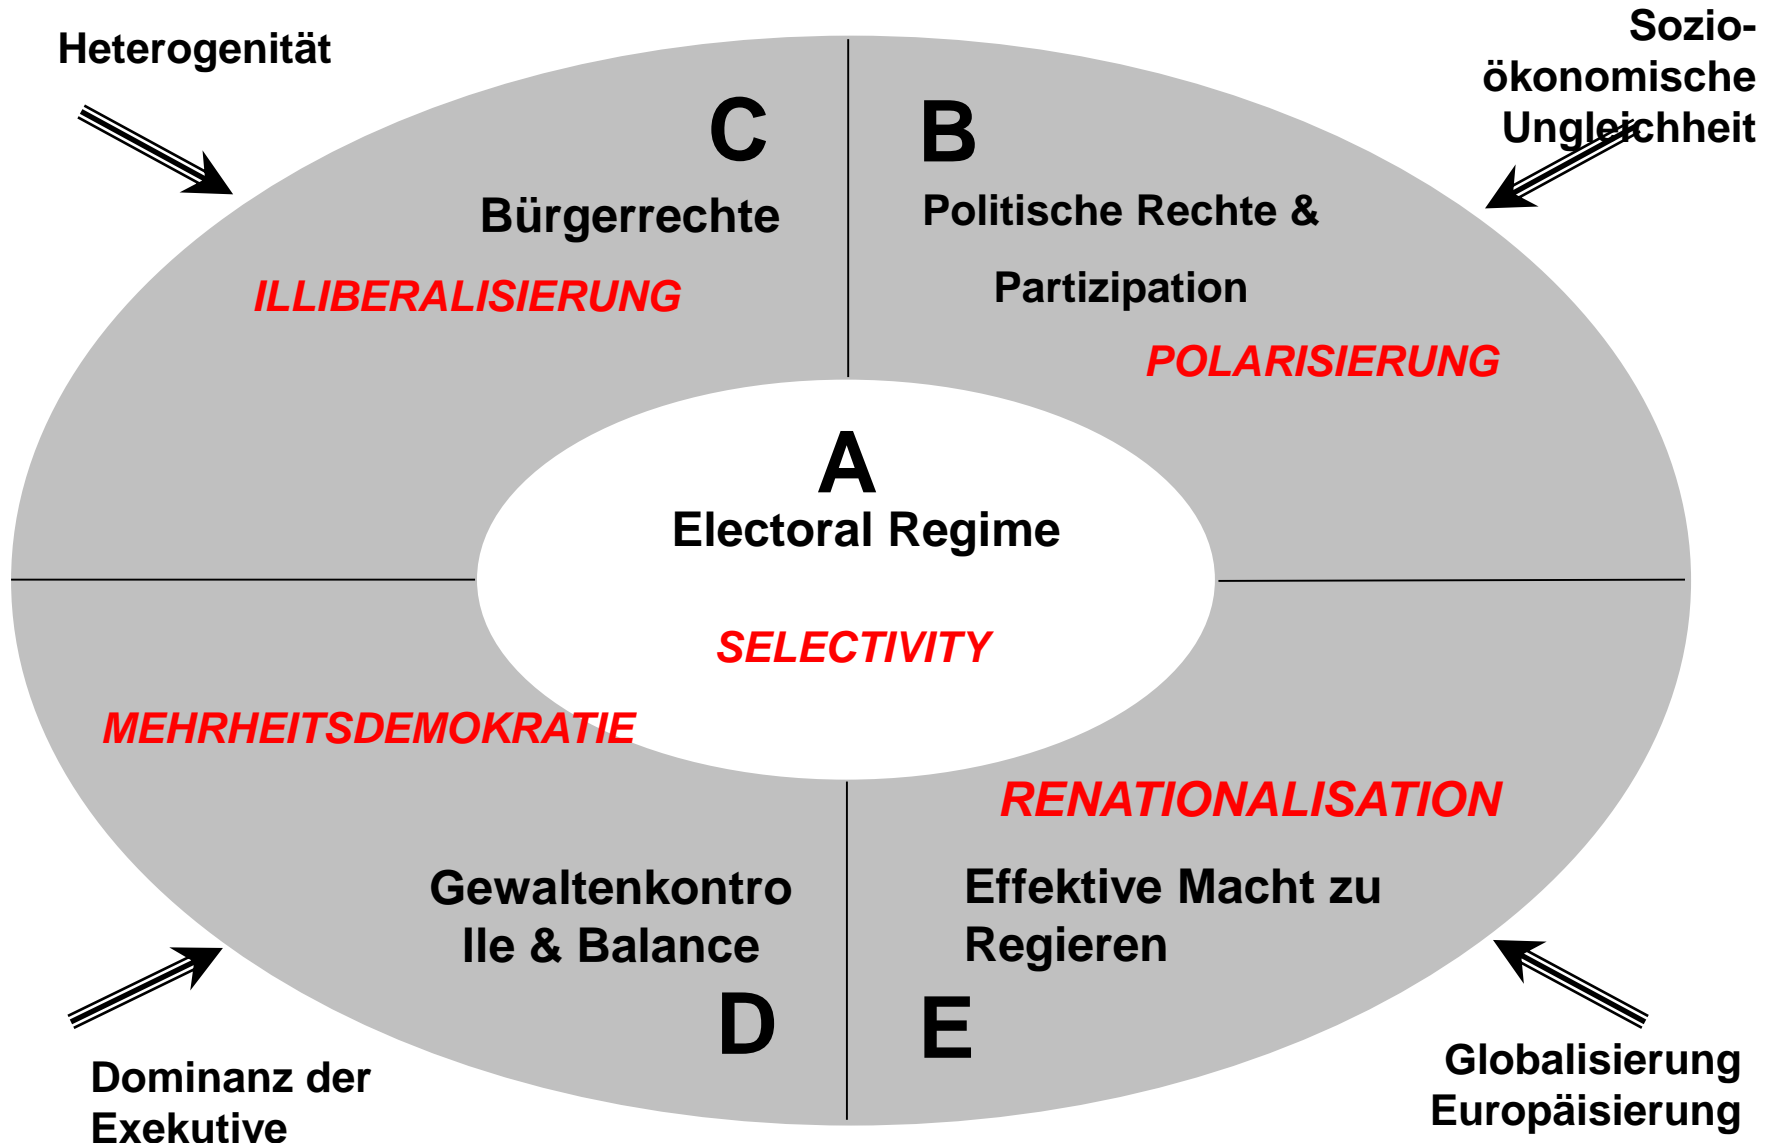 Heterogenität
Sozio-
ökonomische
Ungleichheit
C
Bürgerrechte
ILLIBERALISIERUNG
B
Politische Rechte &
Partizipation
POLARISIERUNG
A
Electoral Regime
SELECTIVITY
MEHRHEITSDEMOKRATIE
Gewaltenkontro
lle & Balance
D
RENATIONALISATION
Effektive Macht zu
Regieren
E
Dominanz der
Exekutive
Globalisierung
Europäisierung